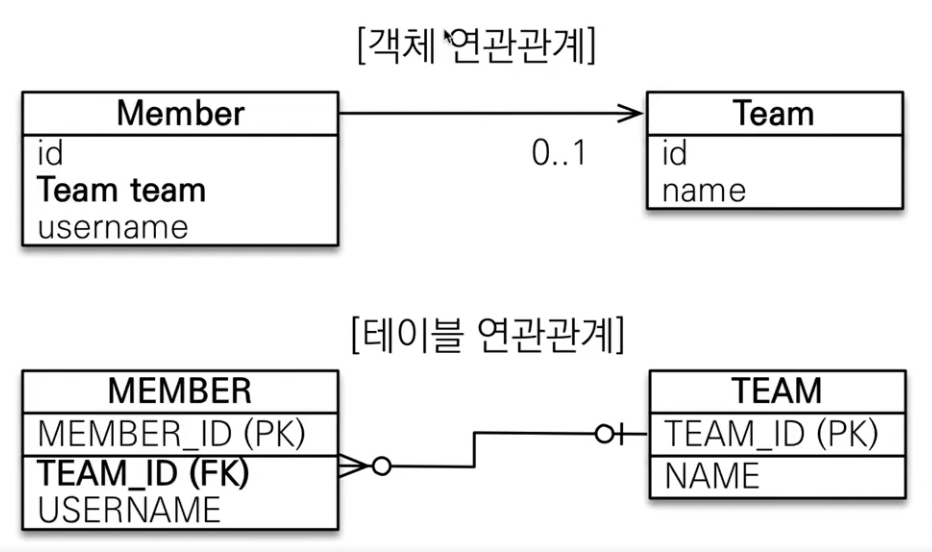 [객체 연관관계]
Member
id
Team team
username
0..1
Team
id
name
[테이블 연관관계]
MEMBER
MEMBER_ID (PK)
TEAM_ID (FK)
USERNAME
TEAM
TEAM_ID (PK)
NAME